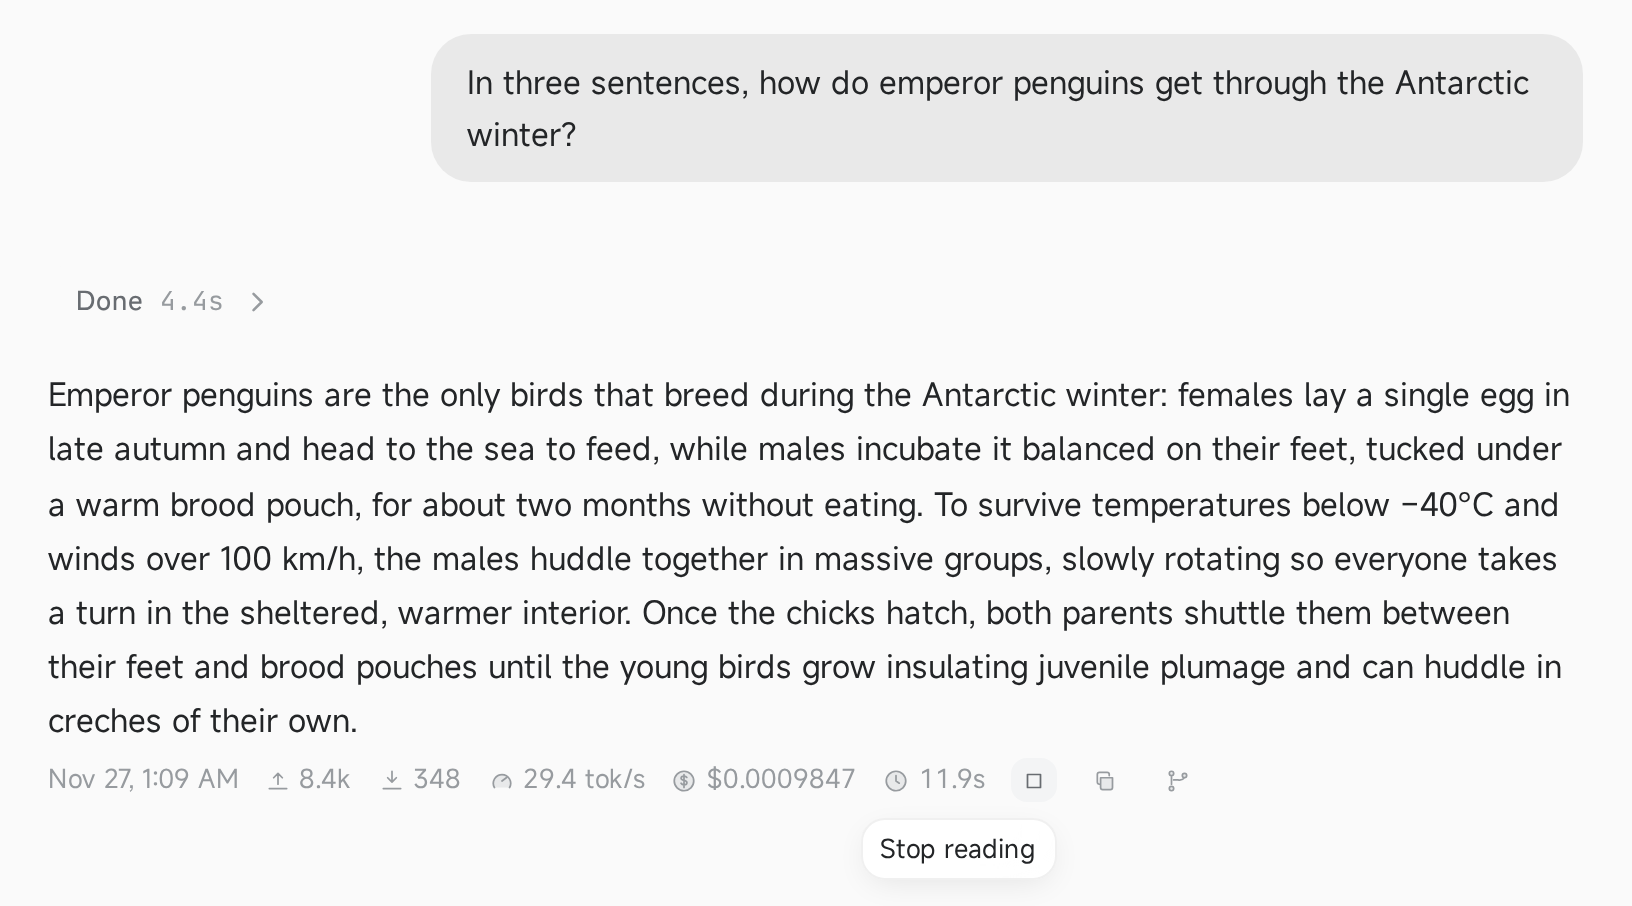 In three sentences, how do emperor penguins get through the Antarctic
winter?
Done 4.4s
Emperor penguins are the only birds that breed during the Antarctic winter: females lay a single egg in
late autumn and head to the sea to feed, while males incubate it balanced on their feet, tucked under
a warm brood pouch, for about two months without eating. To survive temperatures below −40°C and
winds over 100 km/h, the males huddle together in massive groups, slowly rotating so everyone takes
a turn in the sheltered, warmer interior. Once the chicks hatch, both parents shuttle them between
their feet and brood pouches until the young birds grow insulating juvenile plumage and can huddle in
creches of their own.
Nov 27, 1:09 AM 8.4k 348 29.4 tok/s $0.0009847 11.9s
Stop reading